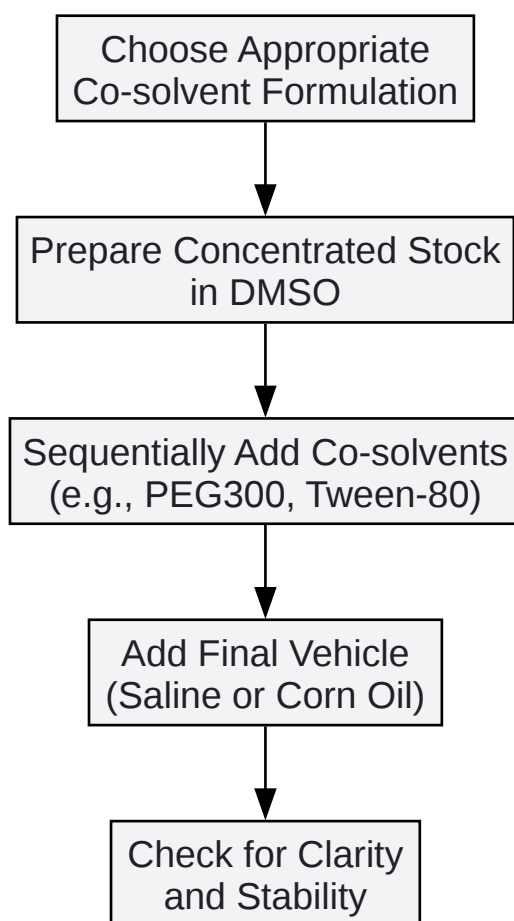 Choose Appropriate
Co-solvent Formulation
Prepare Concentrated Stock
in DMSO
Sequentially Add Co-solvents
(e.g., PEG300, Tween-80)
Add Final Vehicle
(Saline or Corn Oil)
Check for Clarity
and Stability